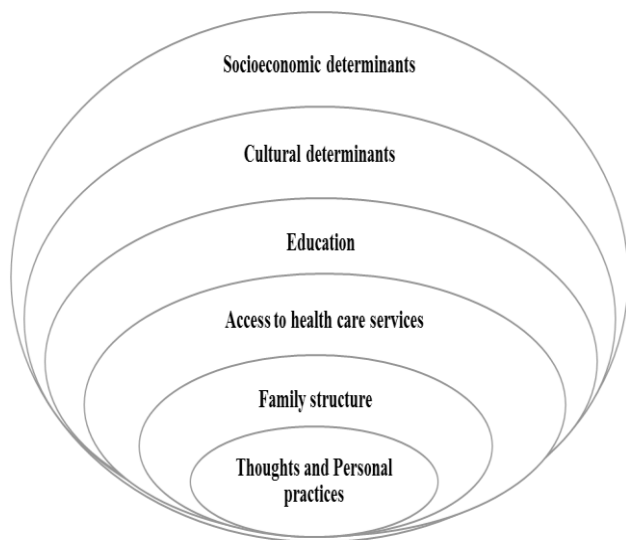 Socioeconomic determinants
Cultural determinants
Education
Access to health care services
Family structure
Thoughts and Personal
practices